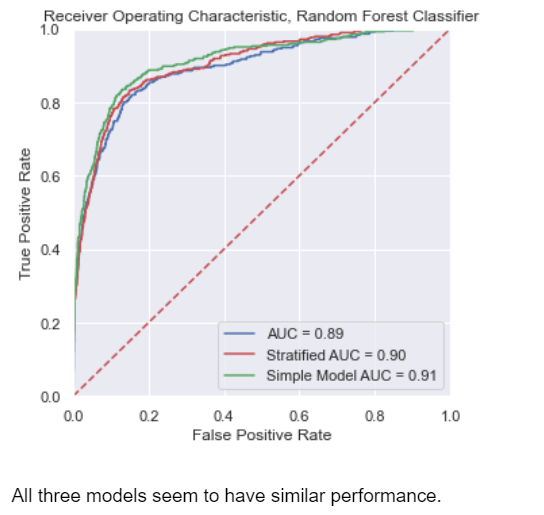 Receiver Operating Characteristic, Random Forest Classifier
1.0
0.8
0.6
0.4
0.2
0.0
True Positive Rate
AUC = 0.89
Stratified AUC = 0.90
Simple Model AUC = 0.91
0.0 0.2 0.4 0.6 0.8 1.0
False Positive Rate
All three models seem to have similar performance.